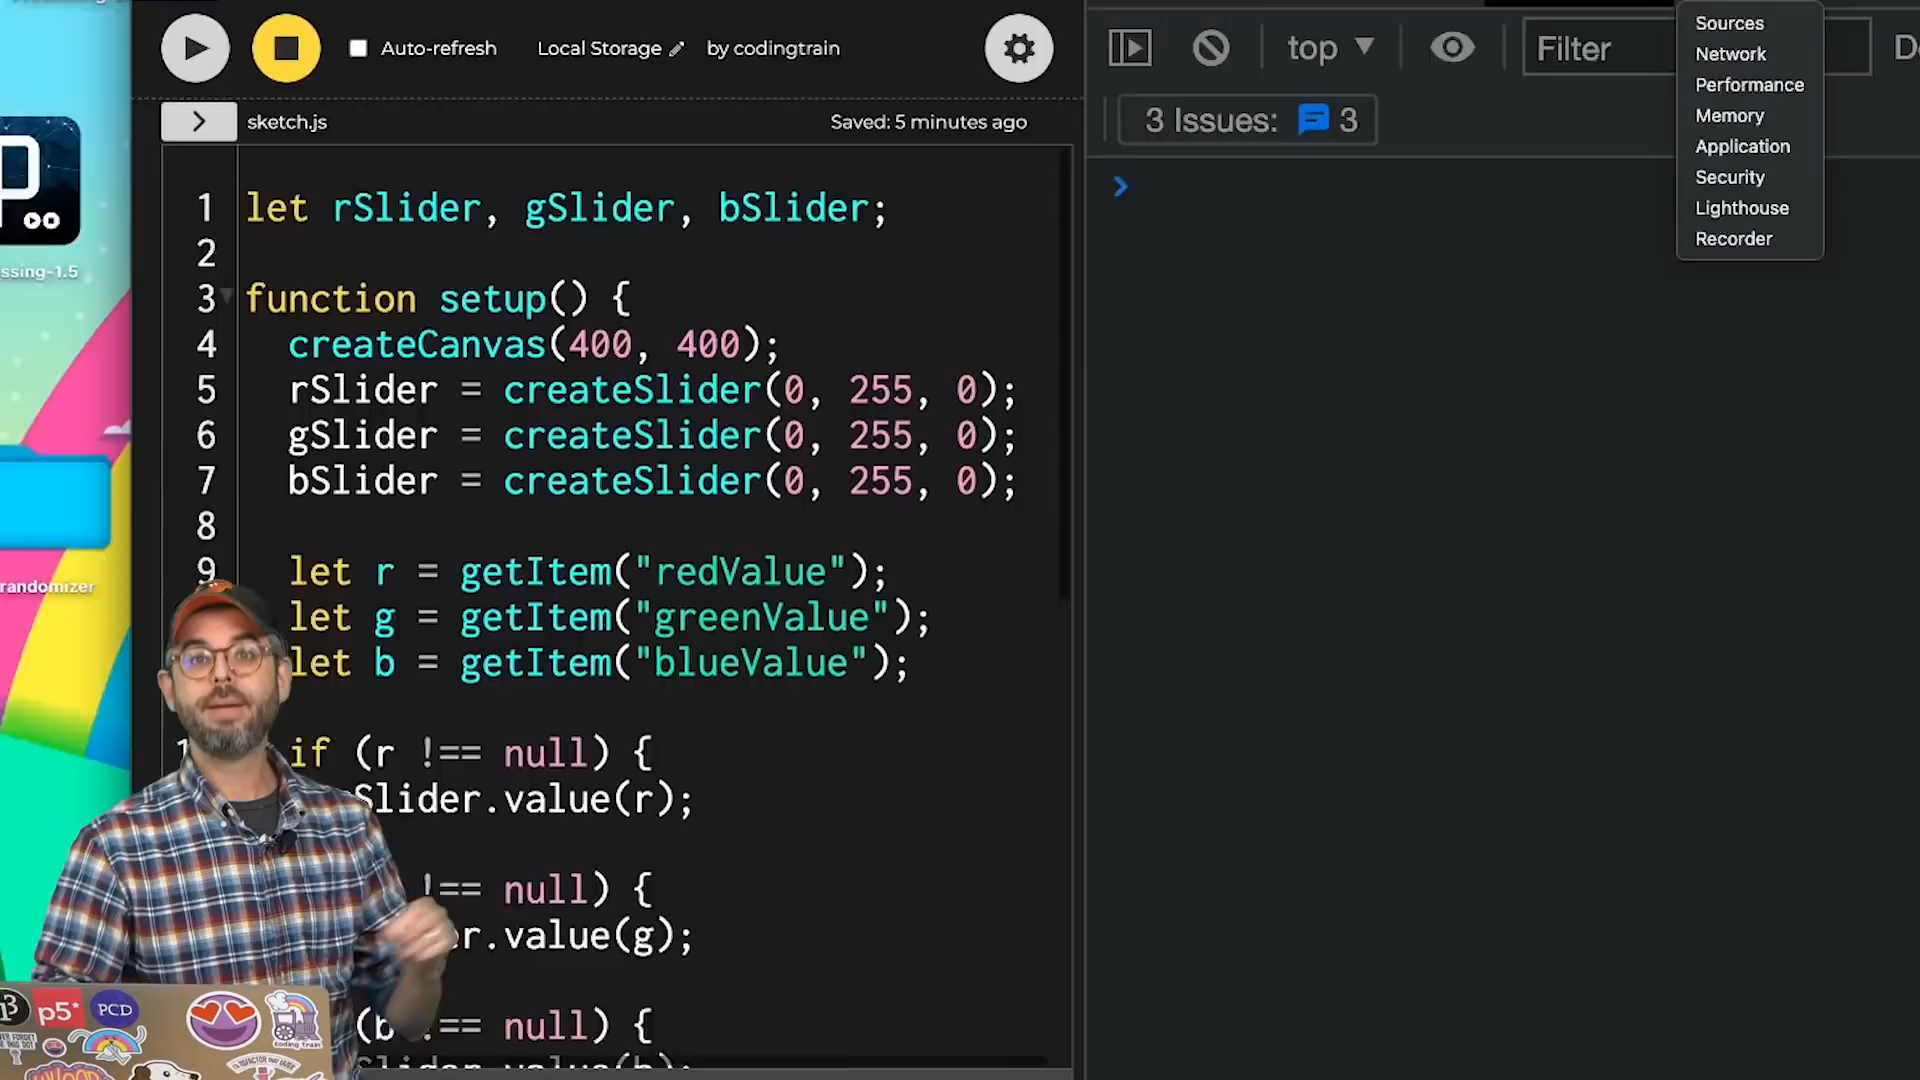 Auto-refresh
Local Storage
by codingtrain
sketch.js
Saved: 5 minutes ago
1 let rSlider, gSlider, bSlider;
2
3 function setup() {
4 createCanvas(400, 400);
5 rSlider = createSlider(0, 255, 0);
6 gSlider = createSlider(0, 255, 0);
7 bSlider = createSlider(0, 255, 0);
8
9 let r = getItem("redValue");
let g = getItem("greenValue");
let b = getItem("blueValue");
if (r !== null) {
Slider.value(r);
!== null) {
er.value(g);
(b !== null) {
Slider.value(b);
ssing-1.5
randomizer
p5*
PCD
coding train
top
Filter
3 Issues: 3
Sources
Network
Performance
Memory
Application
Security
Lighthouse
Recorder